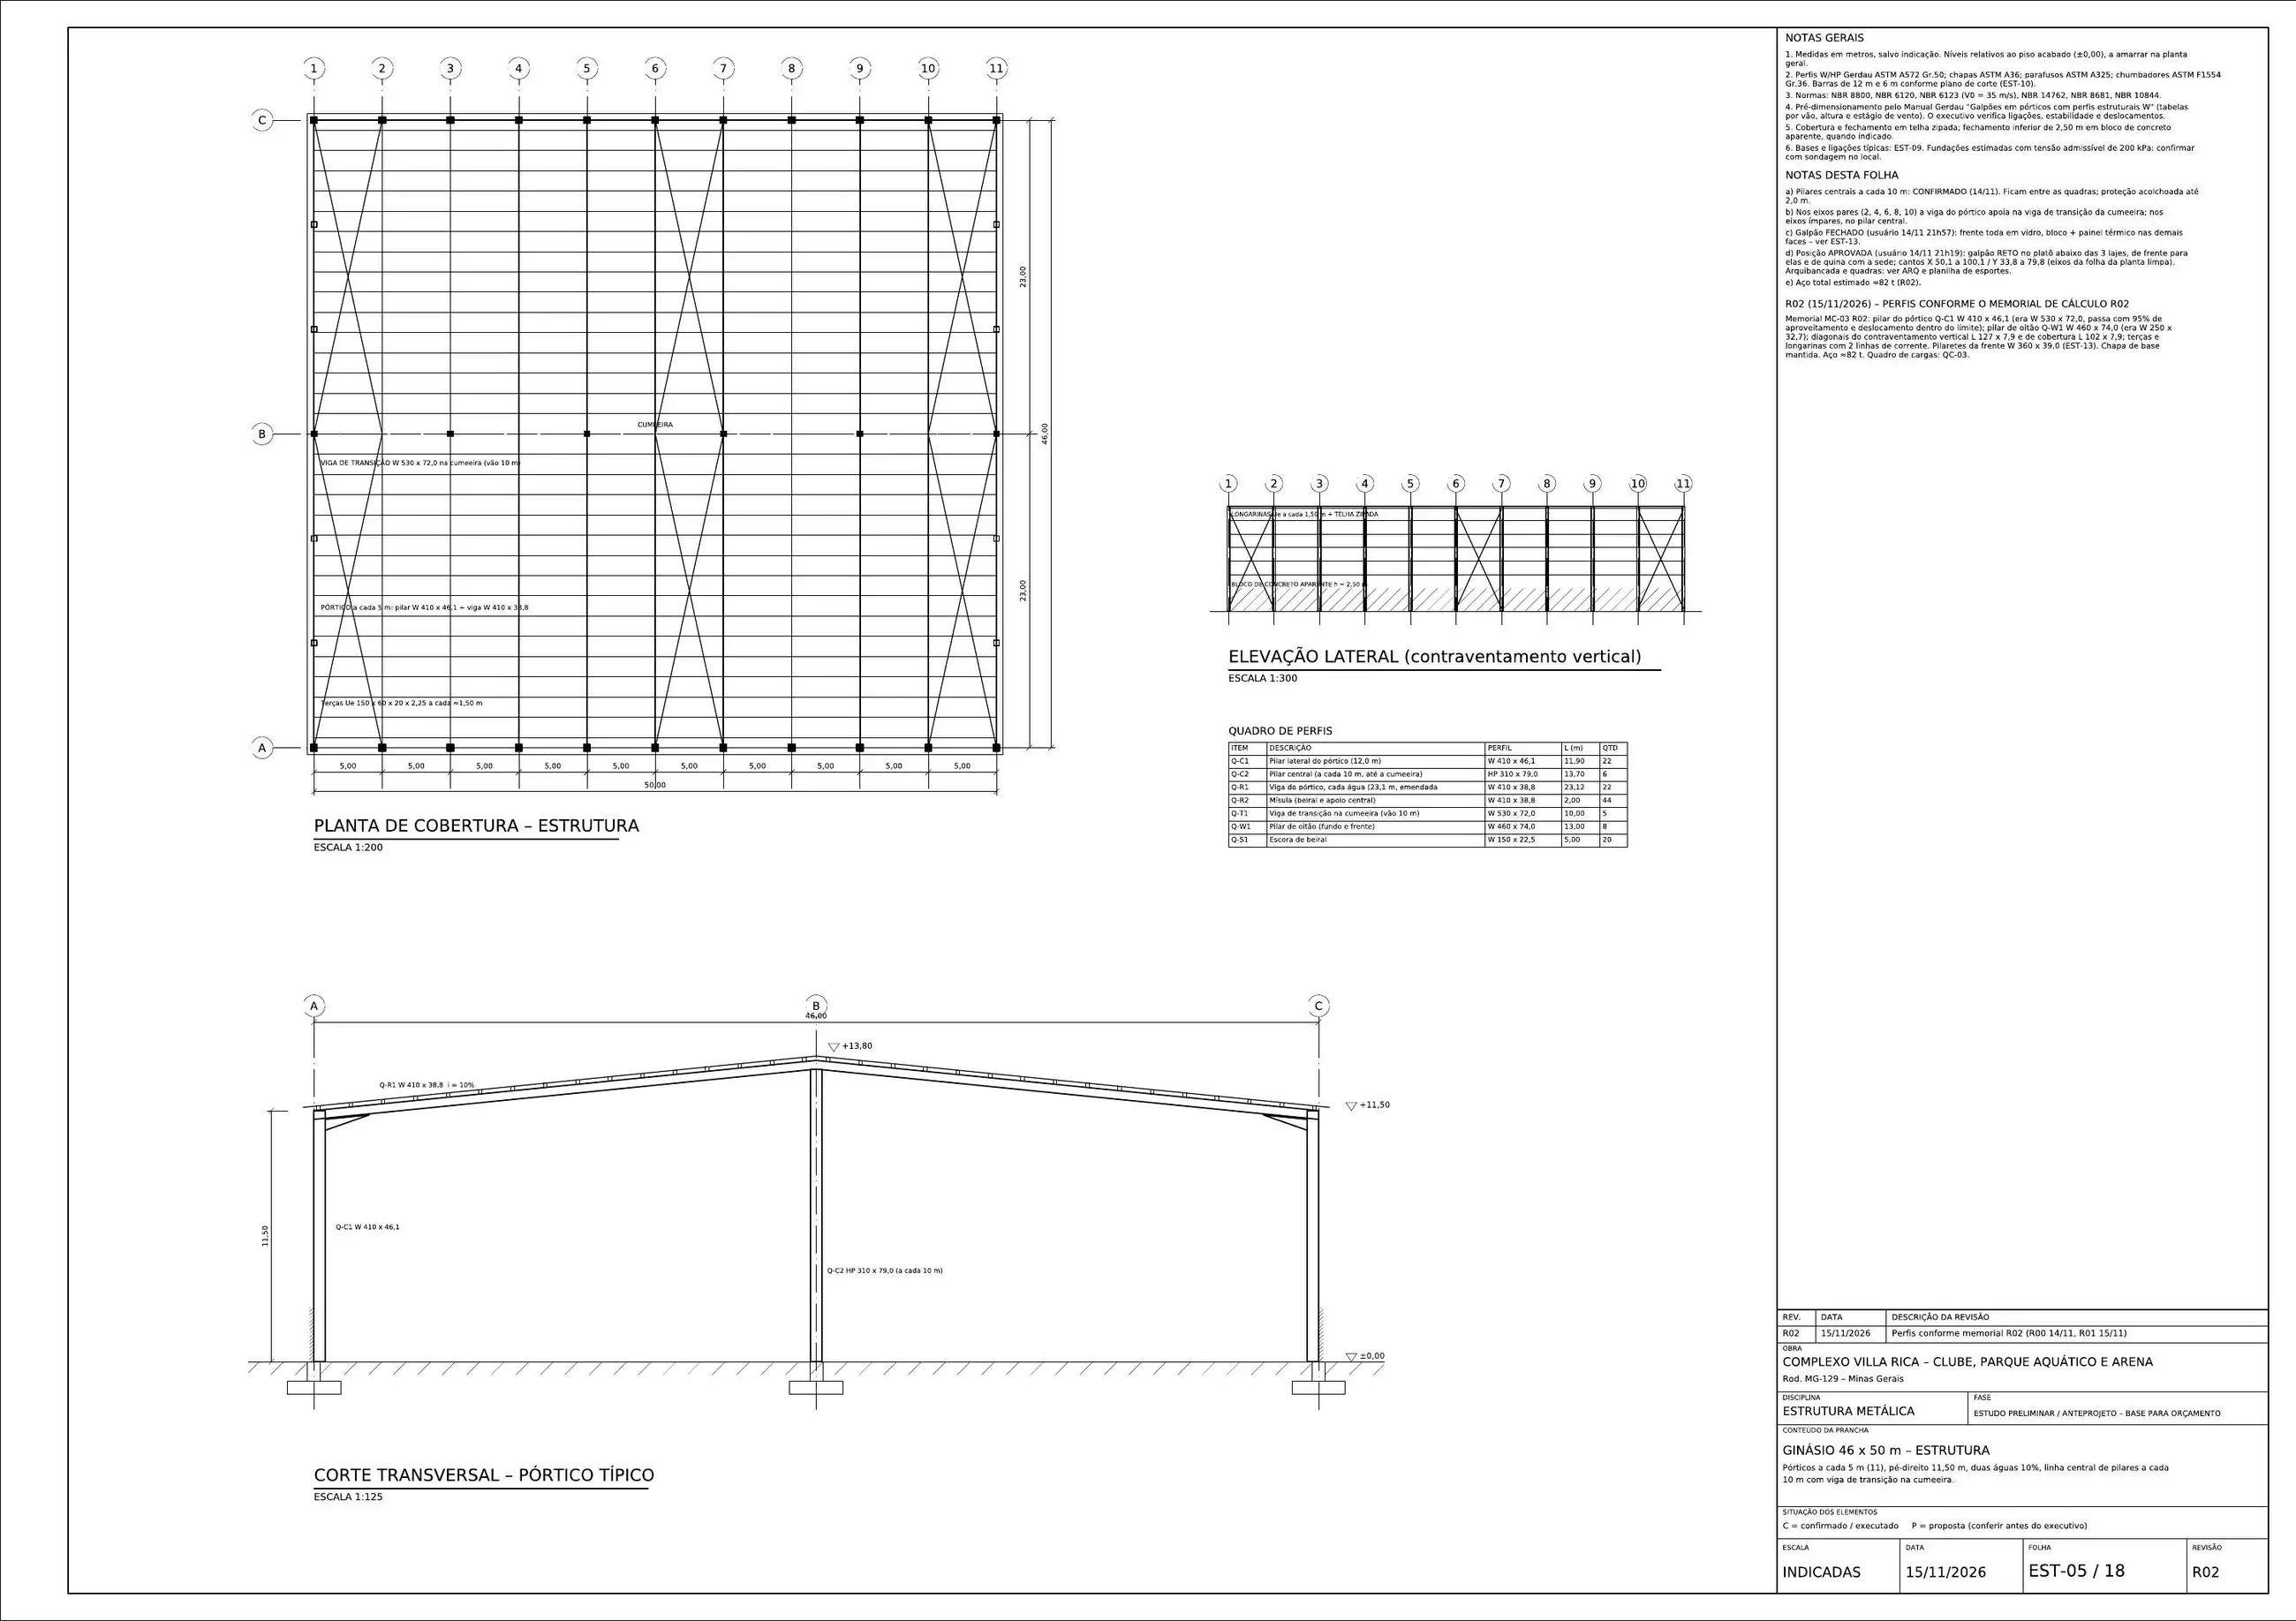 1 2 3 4 5 6 7 8 9 10 11
C
B
A
CUMEEIRA
VIGA DE TRANSIÇÃO W 530 x 72,0 na cumeeira (vão 10 m)
PÓRTICO a cada 5 m: pilar W 410 x 46,1 + viga W 410 x 38,8
Terças Ue 150 x 60 x 20 x 2,25 a cada ≈1,50 m
23,00
23,00
46,00
5,00 5,00 5,00 5,00 5,00 5,00 5,00 5,00 5,00 5,00
50,00
PLANTA DE COBERTURA – ESTRUTURA
ESCALA 1:200
1 2 3 4 5 6 7 8 9 10 11
LONGARINAS Ue a cada 1,50 m + TELHA ZIPADA
BLOCO DE CONCRETO APARENTE h = 2,50 m
ELEVAÇÃO LATERAL (contraventamento vertical)
ESCALA 1:300
QUADRO DE PERFIS
ITEM DESCRIÇÃO PERFIL L (m) QTD
Q-C1 Pilar lateral do pórtico (12,0 m) W 410 x 46,1 11,90 22
Q-C2 Pilar central (a cada 10 m, até a cumeeira) HP 310 x 79,0 13,70 6
Q-R1 Viga do pórtico, cada água (23,1 m, emendada W 410 x 38,8 23,12 22
Q-R2 Mísula (beiral e apoio central) W 410 x 38,8 2,00 44
Q-T1 Viga de transição na cumeeira (vão 10 m) W 530 x 72,0 10,00 5
Q-W1 Pilar de oitão (fundo e frente) W 460 x 74,0 13,00 8
Q-S1 Escora de beiral W 150 x 22,5 5,00 20
A B C
46,00
+13,80
Q-R1 W 410 x 38,8 i = 10%
+11,50
11,50
Q-C1 W 410 x 46,1
Q-C2 HP 310 x 79,0 (a cada 10 m)
±0,00
CORTE TRANSVERSAL – PÓRTICO TÍPICO
ESCALA 1:125
NOTAS GERAIS
1. Medidas em metros, salvo indicação. Níveis relativos ao piso acabado (±0,00), a amarrar na planta
geral.
2. Perfis W/HP Gerdau ASTM A572 Gr.50; chapas ASTM A36; parafusos ASTM A325; chumbadores ASTM F1554
Gr.36. Barras de 12 m e 6 m conforme plano de corte (EST-10).
3. Normas: NBR 8800, NBR 6120, NBR 6123 (V0 = 35 m/s), NBR 14762, NBR 8681, NBR 10844.
4. Pré-dimensionamento pelo Manual Gerdau "Galpões em pórticos com perfis estruturais W" (tabelas
por vão, altura e estágio de vento). O executivo verifica ligações, estabilidade e deslocamentos.
5. Cobertura e fechamento em telha zipada; fechamento inferior de 2,50 m em bloco de concreto
aparente, quando indicado.
6. Bases e ligações típicas: EST-09. Fundações estimadas com tensão admissível de 200 kPa: confirmar
com sondagem no local.
NOTAS DESTA FOLHA
a) Pilares centrais a cada 10 m: CONFIRMADO (14/11). Ficam entre as quadras; proteção acolchoada até
2,0 m.
b) Nos eixos pares (2, 4, 6, 8, 10) a viga do pórtico apoia na viga de transição da cumeeira; nos
eixos ímpares, no pilar central.
c) Galpão FECHADO (usuário 14/11 21h57): frente toda em vidro, bloco + painel térmico nas demais
faces – ver EST-13.
d) Posição APROVADA (usuário 14/11 21h19): galpão RETO no platô abaixo das 3 lajes, de frente para
elas e de quina com a sede; cantos X 50,1 a 100,1 / Y 33,8 a 79,8 (eixos da folha da planta limpa).
Arquibancada e quadras: ver ARQ e planilha de esportes.
e) Aço total estimado ≈82 t (R02).
R02 (15/11/2026) – PERFIS CONFORME O MEMORIAL DE CÁLCULO R02
Memorial MC-03 R02: pilar do pórtico Q-C1 W 410 x 46,1 (era W 530 x 72,0, passa com 95% de
aproveitamento e deslocamento dentro do limite); pilar de oitão Q-W1 W 460 x 74,0 (era W 250 x
32,7); diagonais do contraventamento vertical L 127 x 7,9 e de cobertura L 102 x 7,9; terças e
longarinas com 2 linhas de corrente. Pilaretes da frente W 360 x 39,0 (EST-13). Chapa de base
mantida. Aço ≈82 t. Quadro de cargas: QC-03.
REV. DATA DESCRIÇÃO DA REVISÃO
R02 15/11/2026 Perfis conforme memorial R02 (R00 14/11, R01 15/11)
OBRA
COMPLEXO VILLA RICA – CLUBE, PARQUE AQUÁTICO E ARENA
Rod. MG-129 – Minas Gerais
DISCIPLINA FASE
ESTRUTURA METÁLICA ESTUDO PRELIMINAR / ANTEPROJETO – BASE PARA ORÇAMENTO
CONTEÚDO DA PRANCHA
GINÁSIO 46 x 50 m – ESTRUTURA
Pórticos a cada 5 m (11), pé-direito 11,50 m, duas águas 10%, linha central de pilares a cada
10 m com viga de transição na cumeeira.
SITUAÇÃO DOS ELEMENTOS
C = confirmado / executado P = proposta (conferir antes do executivo)
ESCALA DATA FOLHA REVISÃO
INDICADAS 15/11/2026 EST-05 / 18 R02